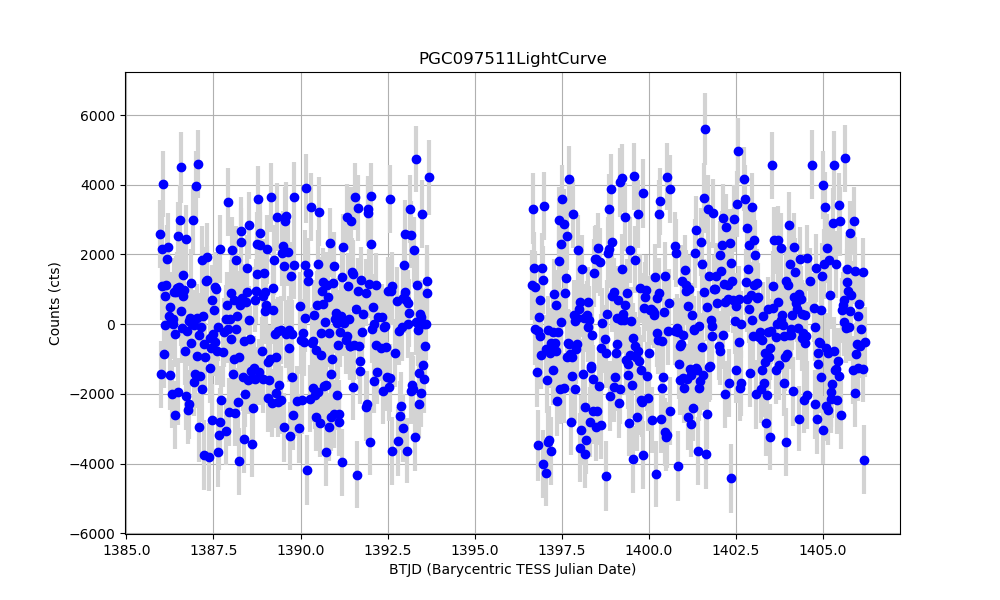 PGC097511LightCurve
Counts (cts)
6000
4000
2000
0
−2000
−4000
−6000
1385.0 1387.5 1390.0 1392.5 1395.0 1397.5 1400.0 1402.5 1405.0
BTJD (Barycentric TESS Julian Date)